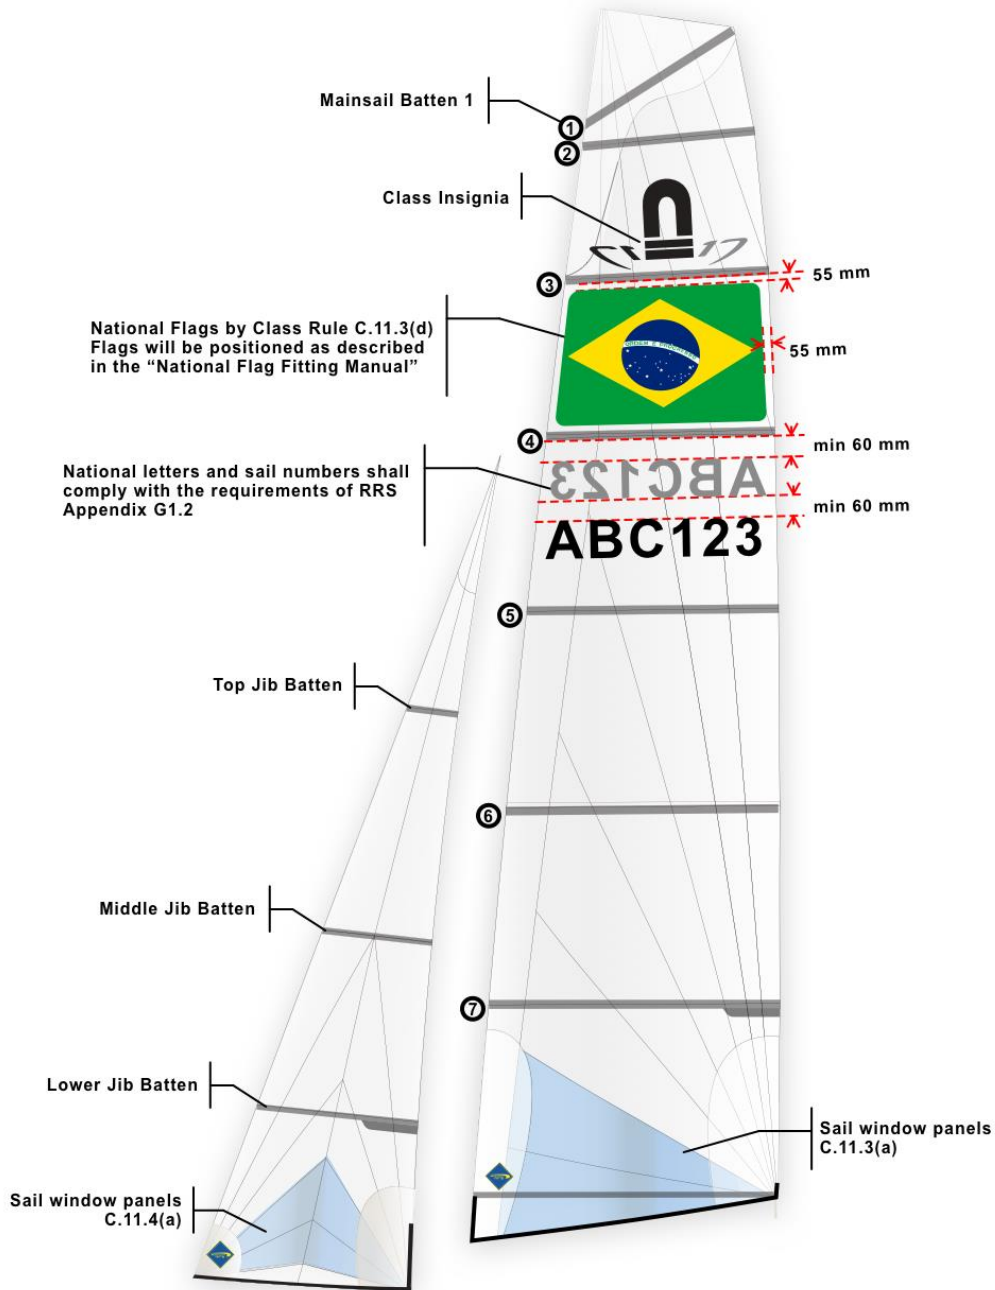 Mainsail Batten 1
1
2
Class Insignia
17
17
3
55 mm
National Flags by Class Rule C.11.3(d)
Flags will be positioned as described
in the “National Flag Fitting Manual”
ORDEM E PROGRESSO
55 mm
4
min 60 mm
National letters and sail numbers shall
comply with the requirements of RRS
Appendix G1.2
ABC123
min 60 mm
ABC123
5
Top Jib Batten
6
Middle Jib Batten
7
Lower Jib Batten
Sail window panels
C.11.3(a)
Sail window panels
C.11.4(a)